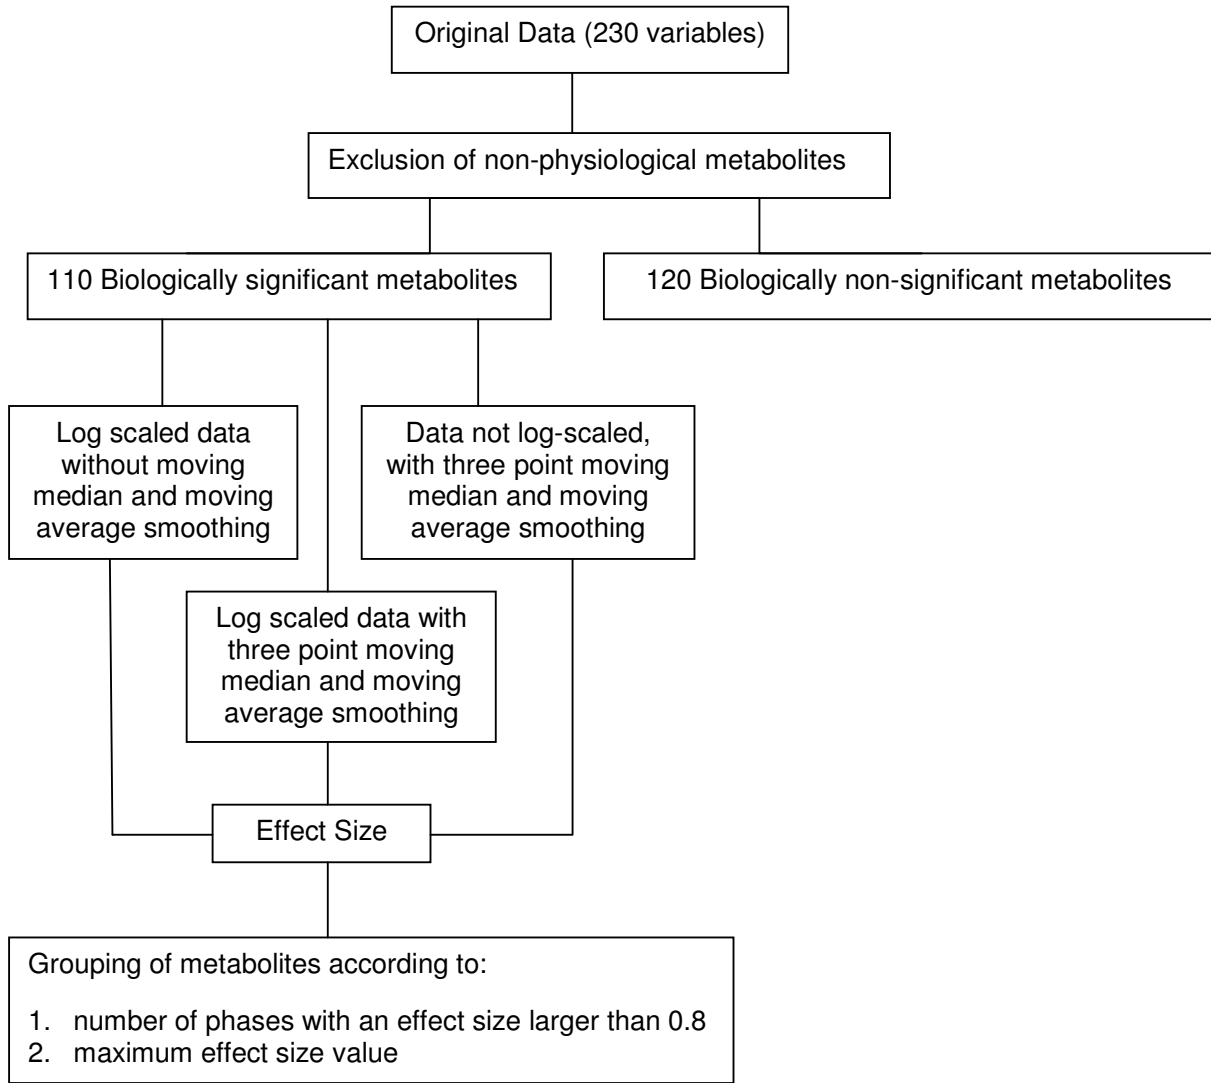 Original Data (230 variables)
Exclusion of non-physiological metabolites
110 Biologically significant metabolites
120 Biologically non-significant metabolites
Log scaled data
without moving
median and moving
average smoothing
Data not log-scaled,
with three point moving
median and moving
average smoothing
Log scaled data with
three point moving
median and moving
average smoothing
Effect Size
Grouping of metabolites according to:
1. number of phases with an effect size larger than 0.8
2. maximum effect size value